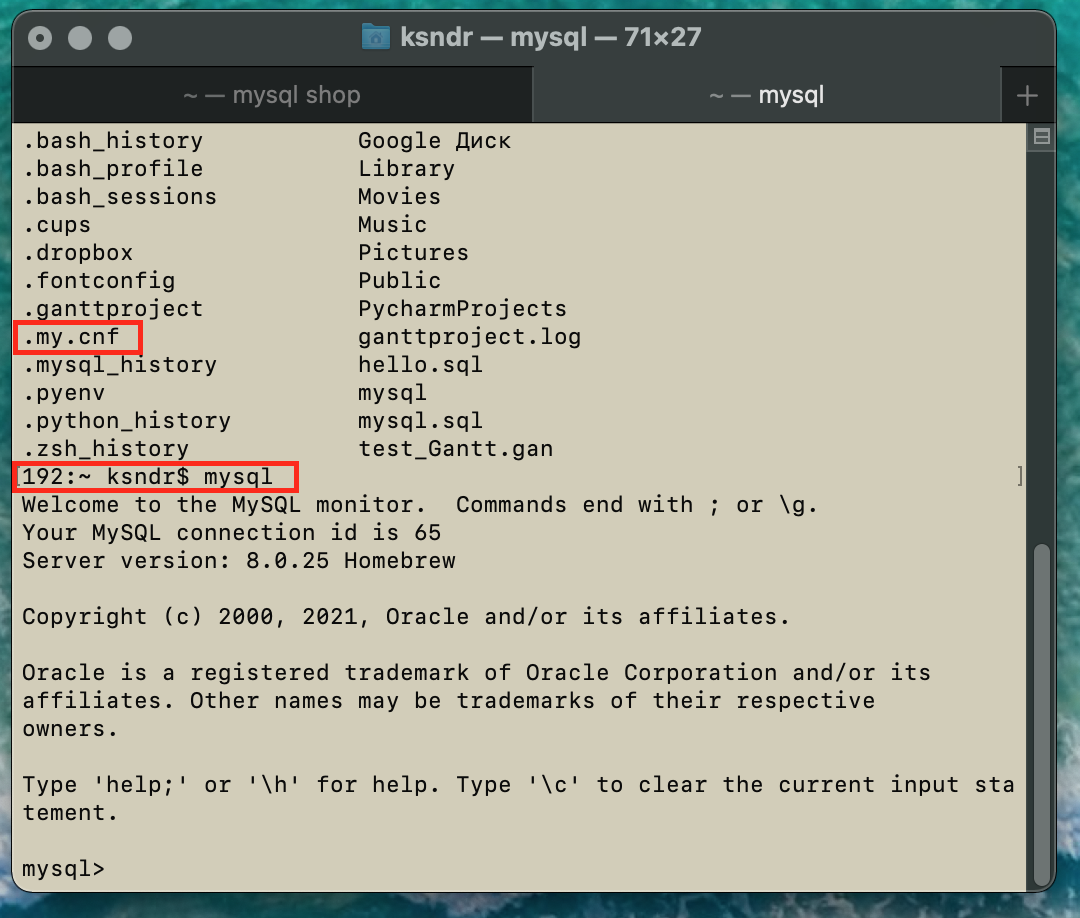 ksndr — mysql — 71×27
~ — mysql shop ~ — mysql +
.bash_history Google Диск
.bash_profile Library
.bash_sessions Movies
.cups Music
.dropbox Pictures
.fontconfig Public
.ganttproject PycharmProjects
.my.cnf ganttproject.log
.mysql_history hello.sql
.pyenv mysql
.python_history mysql.sql
.zsh_history test_Gantt.gan
[192:~ ksndr$ mysql ]
Welcome to the MySQL monitor.  Commands end with ; or \g.
Your MySQL connection id is 65
Server version: 8.0.25 Homebrew
Copyright (c) 2000, 2021, Oracle and/or its affiliates.
Oracle is a registered trademark of Oracle Corporation and/or its
affiliates. Other names may be trademarks of their respective
owners.
Type 'help;' or '\h' for help. Type '\c' to clear the current input sta
tement.
mysql>